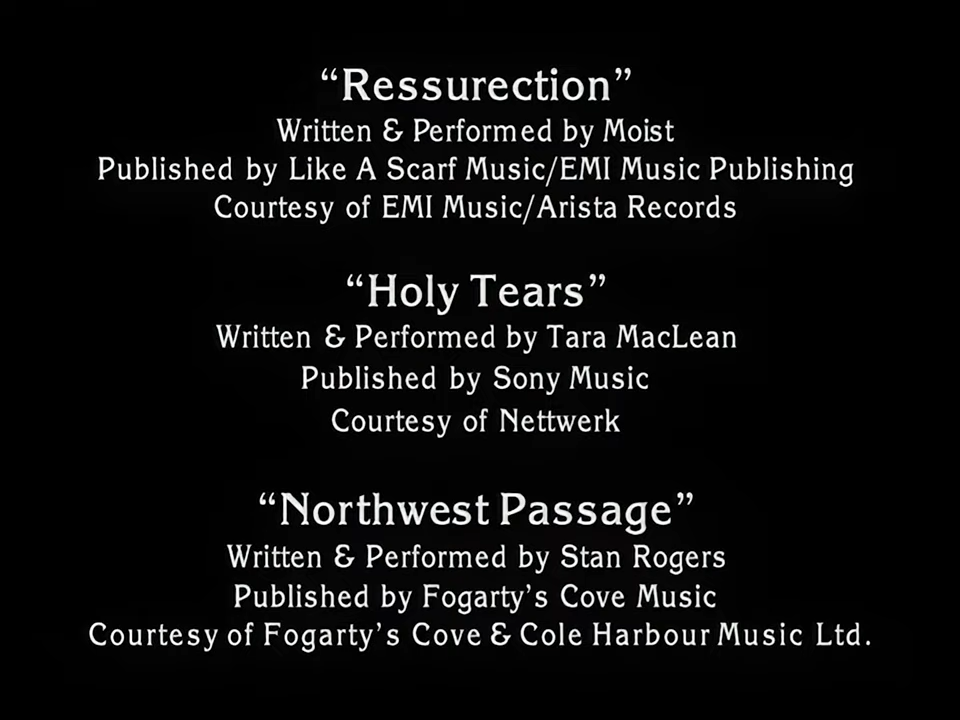 “Ressurection”
Written & Performed by Moist
Published by Like A Scarf Music/EMI Music Publishing
Courtesy of EMI Music/Arista Records
“Holy Tears”
Written & Performed by Tara MacLean
Published by Sony Music
Courtesy of Nettwerk
“Northwest Passage”
Written & Performed by Stan Rogers
Published by Fogarty’s Cove Music
Courtesy of Fogarty’s Cove & Cole Harbour Music Ltd.